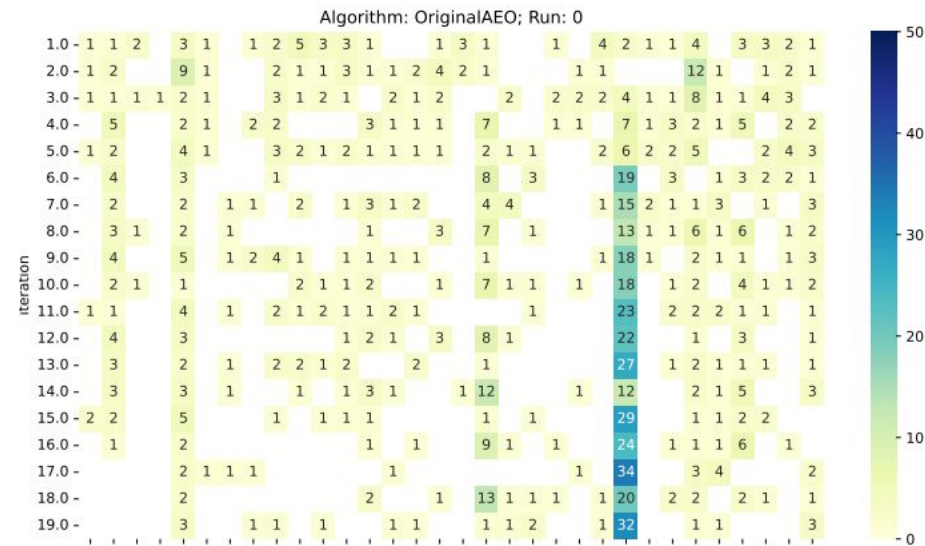 Algorithm: OriginalAEO; Run: 0
1.0 1 1 2 3 1 1 2 5 3 3 1 1 3 1 1 4 2 1 1 4 3 3 2 1
2.0 1 2 9 1 2 1 1 3 1 1 2 4 2 1 1 1 12 1 1 2 1
3.0 1 1 1 1 2 1 3 1 2 1 2 1 2 2 2 2 2 4 1 1 8 1 1 4 3
4.0 5 2 1 2 2 3 1 1 1 7 1 1 7 1 3 2 1 5 2 2
5.0 1 2 4 1 3 2 1 2 1 1 1 1 2 1 1 2 6 2 2 5 2 4 3
6.0 4 3 1 8 3 19 3 1 3 2 2 1
7.0 2 2 1 1 2 1 3 1 2 4 4 1 15 2 1 1 3 1 3
8.0 3 1 2 1 1 3 7 1 13 1 1 6 1 6 1 2
9.0 4 5 1 2 4 1 1 1 1 1 1 1 18 1 2 1 1 1 3
10.0 2 1 1 2 1 1 2 1 7 1 1 1 18 1 2 4 1 1 2
11.0 1 1 4 1 2 1 2 1 1 2 1 1 23 2 2 2 1 1 1
12.0 4 3 1 2 1 3 8 1 22 1 3 1
13.0 3 2 1 2 2 1 2 2 1 27 1 2 1 1 1 1
14.0 3 3 1 1 1 3 1 1 12 1 12 2 1 5 3
15.0 2 2 5 1 1 1 1 1 1 29 1 1 2 2
16.0 1 2 1 1 9 1 1 24 1 1 1 6 1
17.0 2 1 1 1 1 1 34 3 4 2
18.0 2 2 1 13 1 1 1 1 20 2 2 2 1 1
19.0 3 1 1 1 1 1 1 1 2 1 32 1 1 3
iteration
50
40
30
20
10
0